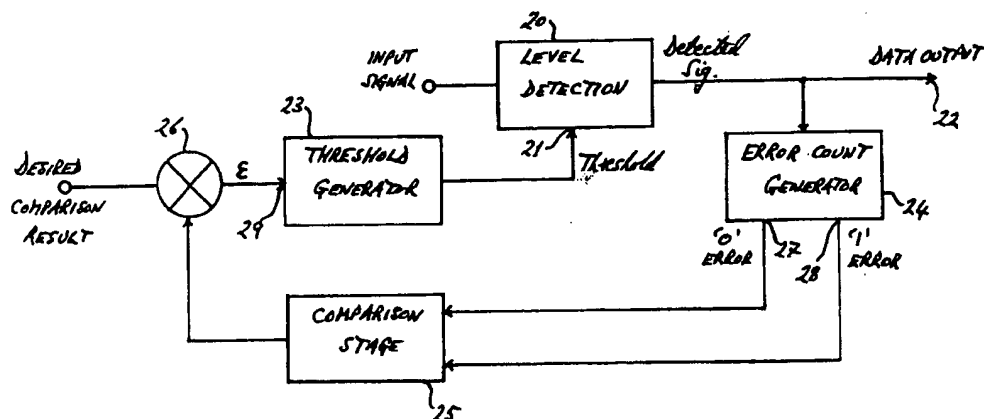 20
INPUT
SIGNAL
LEVEL
DETECTION
Detected
Sig.
DATA OUTPUT
22
26
23
21
Threshold
DESIRED
COMPARISON
RESULT
ε
THRESHOLD
GENERATOR
29
ERROR COUNT
GENERATOR
24
'0'
ERROR
27
28
'1'
ERROR
COMPARISON
STAGE
25